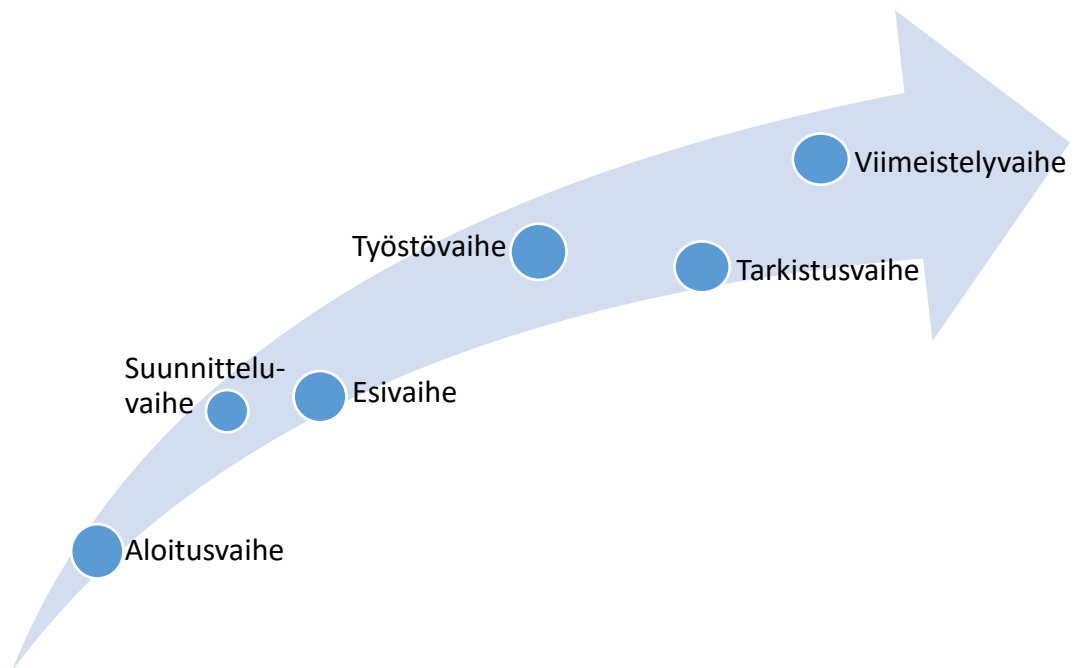 Aloitusvaihe
Suunnittelu-
vaihe
Esivaihe
Työstövaihe
Tarkistusvaihe
Viimeistelyvaihe